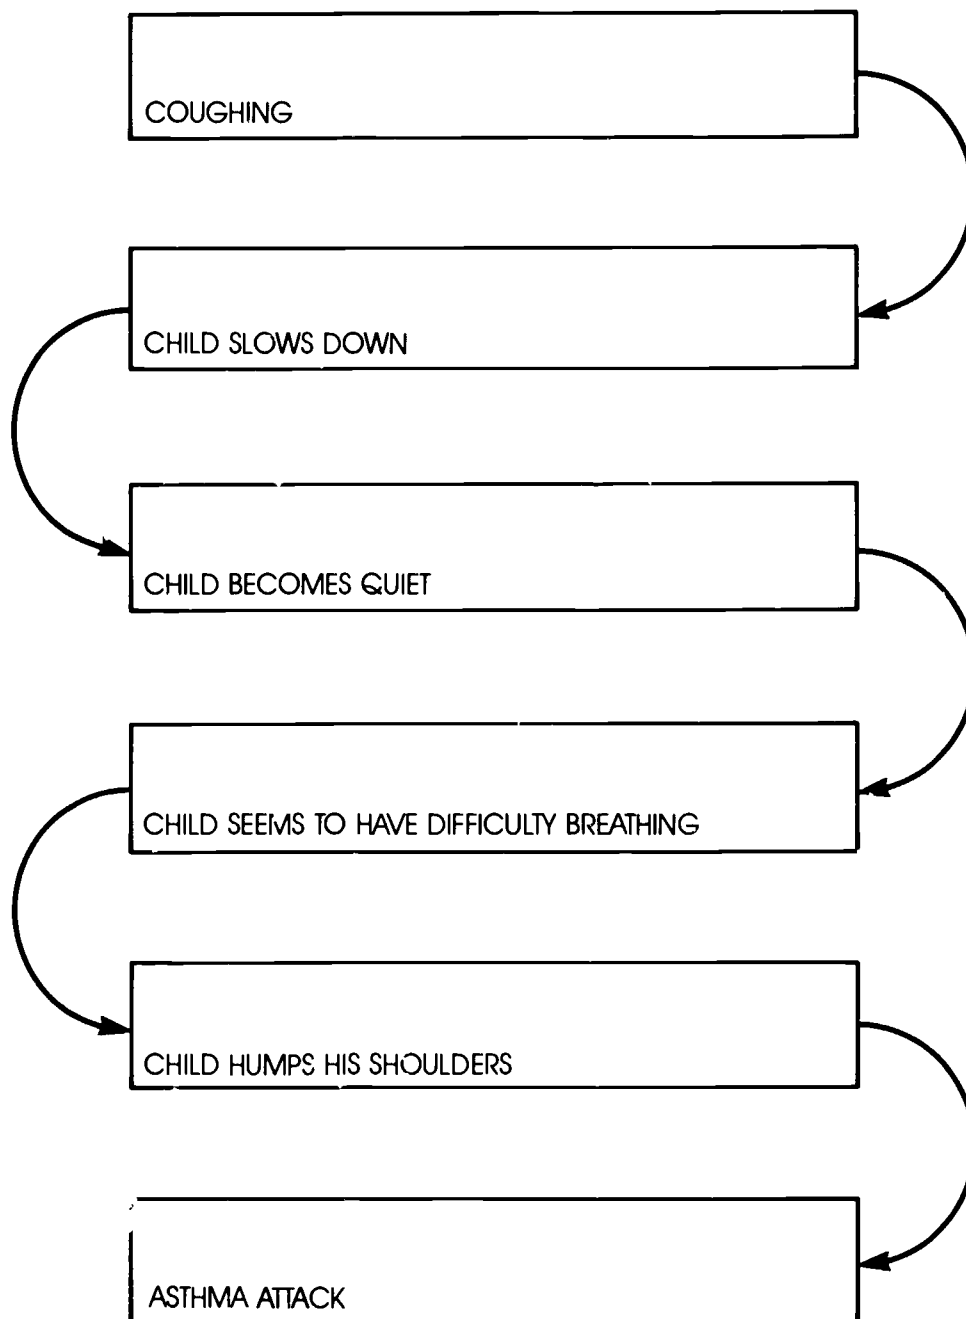 COUGHING
CHILD SLOWS DOWN
CHILD BECOMES QUIET
CHILD SEEMS TO HAVE DIFFICULTY BREATHING
CHILD HUMPS HIS SHOULDERS
ASTHMA ATTACK